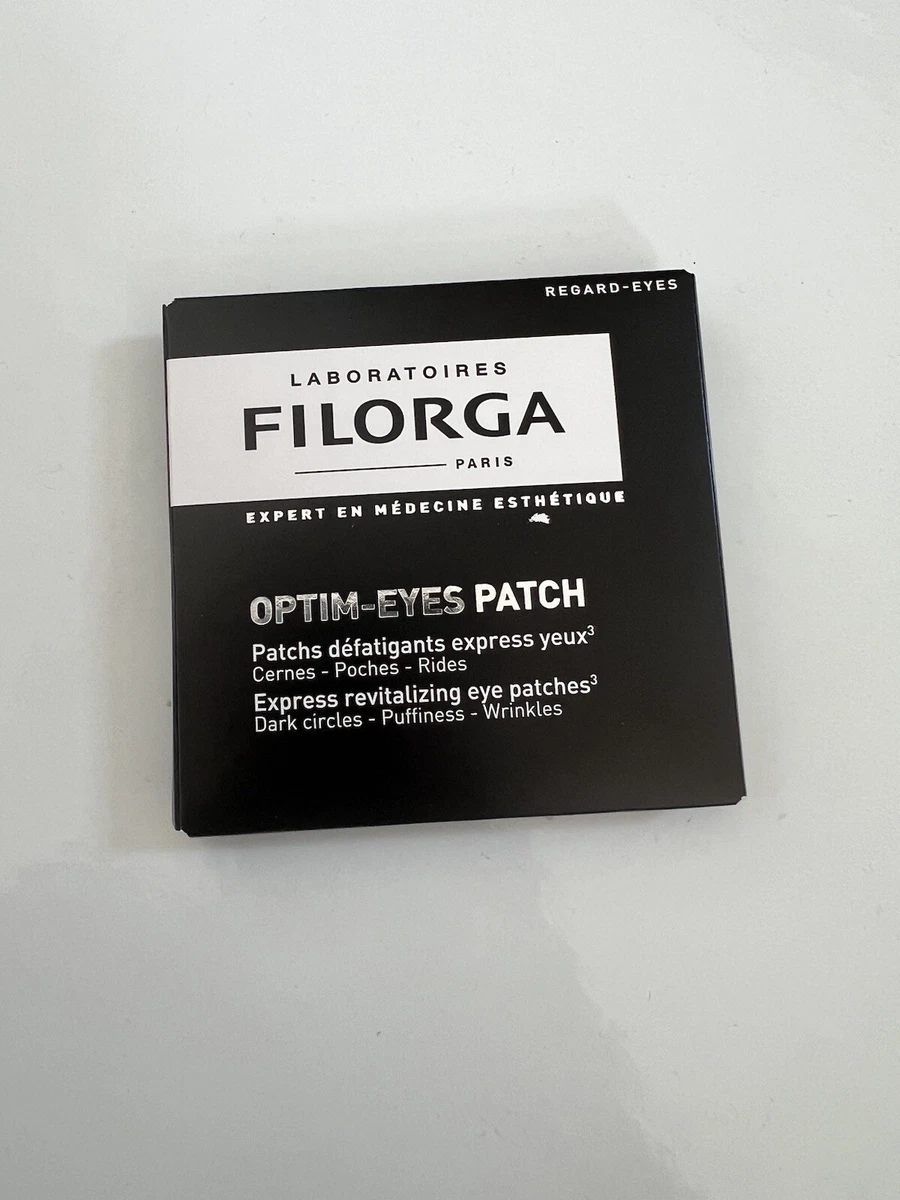 REGARD-EYES
LABORATOIRES
FILORGA
PARIS
EXPERT EN MÉDECINE ESTHÉTIQUE
OPTIM-EYES PATCH
Patchs défatigants express yeux³
Cernes - Poches - Rides
Express revitalizing eye patches³
Dark circles - Puffiness - Wrinkles